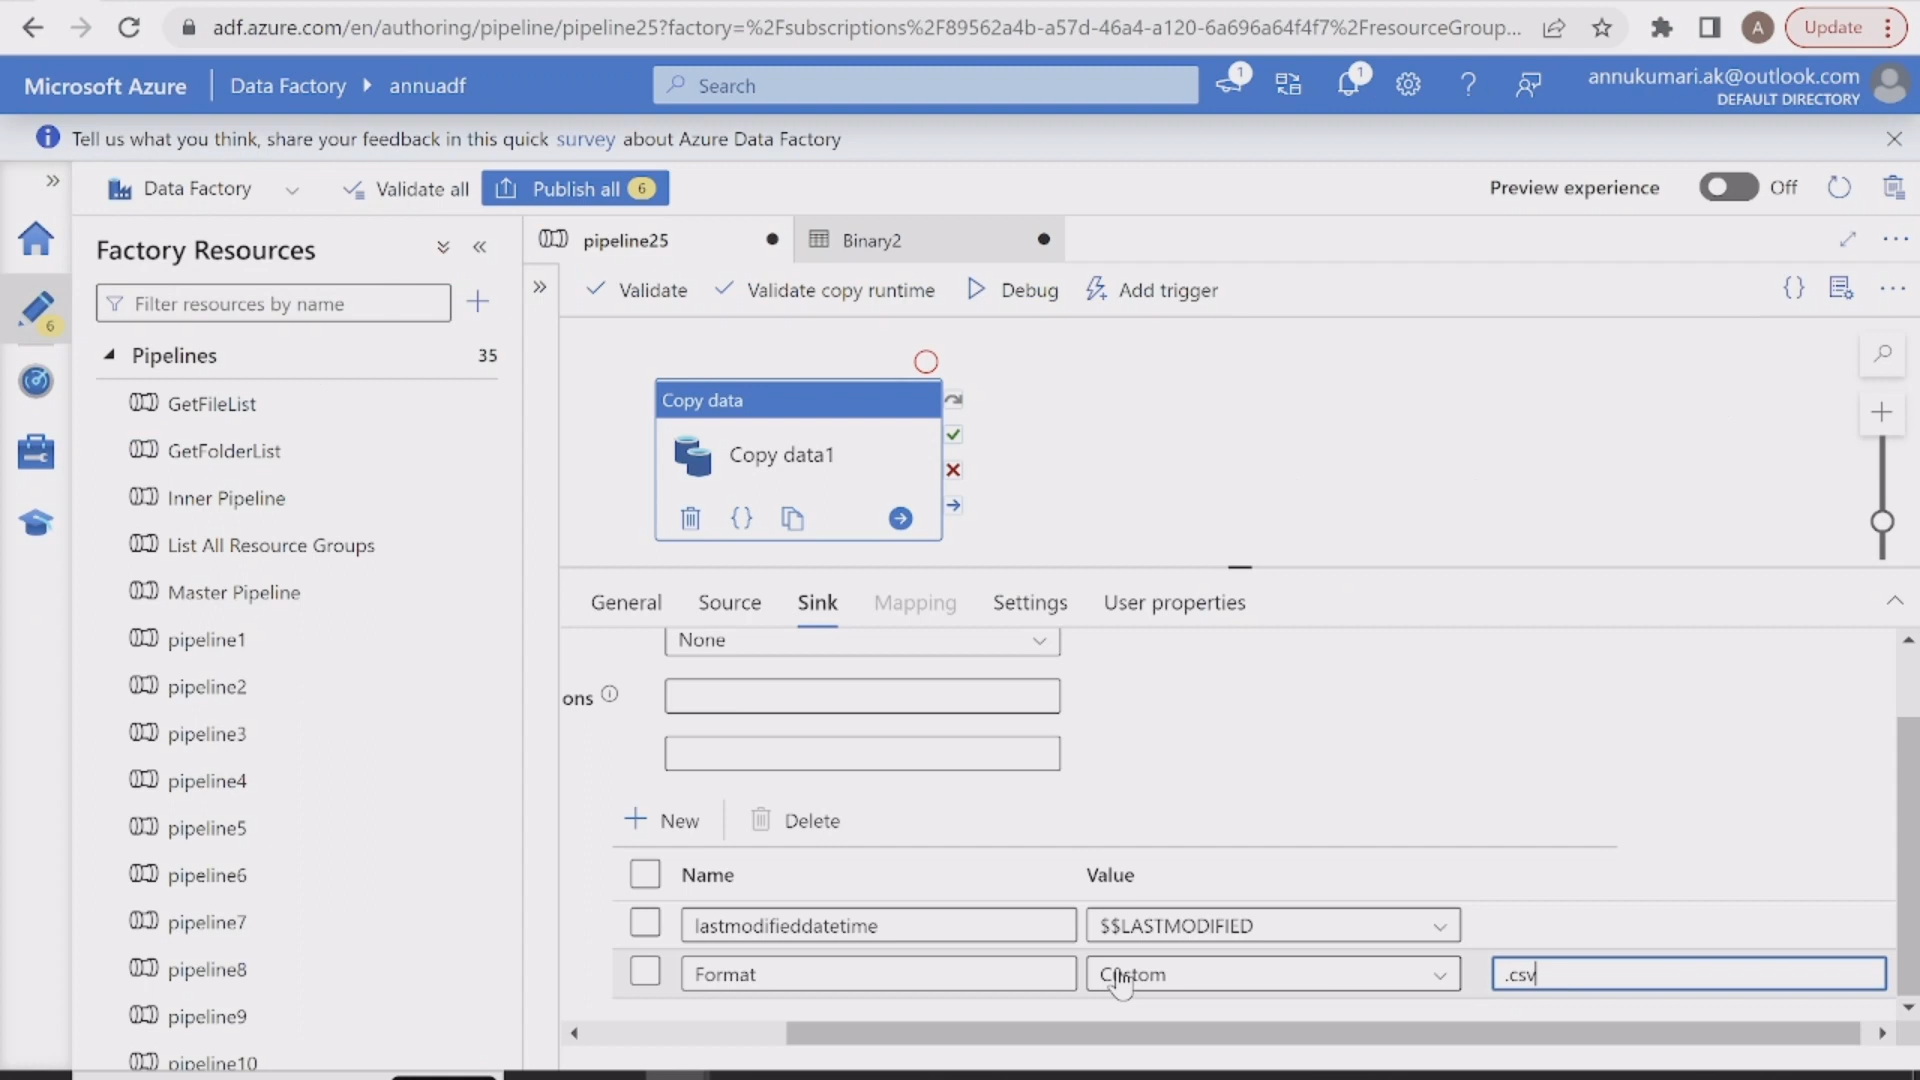 adf.azure.com/en/authoring/pipeline/pipeline25?factory=%2Fsubscriptions%2F89562a4b-a57d-46a4-a120-6a696a64f4f7%2FresourceGroup...
A
Update
Microsoft Azure
Data Factory
annuadf
Search
1
1
annukumari.ak@outlook.com
DEFAULT DIRECTORY
Tell us what you think, share your feedback in this quick survey about Azure Data Factory
Data Factory
Validate all
Publish all 6
Preview experience
Off
6
Factory Resources
Filter resources by name
Pipelines 35
GetFileList
GetFolderList
Inner Pipeline
List All Resource Groups
Master Pipeline
pipeline1
pipeline2
pipeline3
pipeline4
pipeline5
pipeline6
pipeline7
pipeline8
pipeline9
pipeline10
pipeline25
Binary2
Validate
Validate copy runtime
Debug
Add trigger
Copy data
Copy data1
General
Source
Sink
Mapping
Settings
User properties
None
ons
New
Delete
Name
Value
lastmodifieddatetime
$$LASTMODIFIED
Format
Custom
.csv